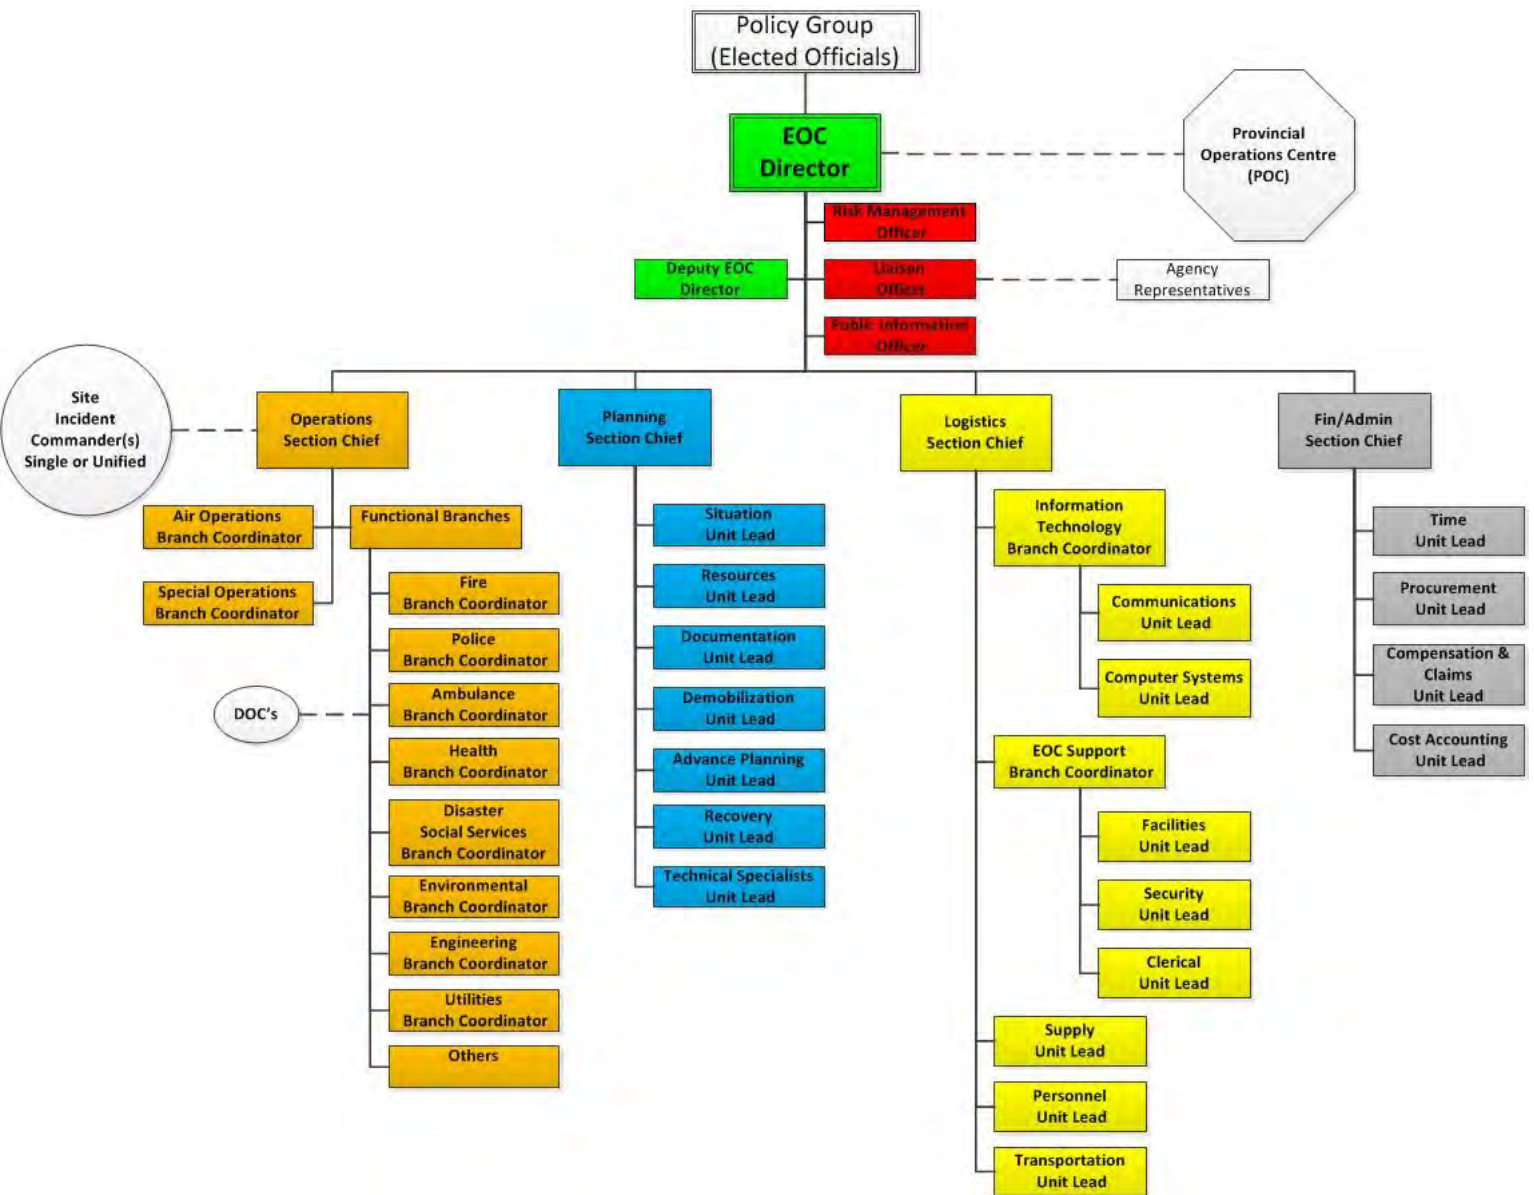 Policy Group
(Elected Officials)
EOC
Director
Provincial
Operations Centre
(POC)
Risk Management
Officer
Deputy EOC
Director
Liaison
Officer
Agency
Representatives
Public Information
Officer
Site
Incident
Commander(s)
Single or Unified
Operations
Section Chief
Planning
Section Chief
Logistics
Section Chief
Fin/Admin
Section Chief
Air Operations
Branch Coordinator
Functional Branches
Special Operations
Branch Coordinator
Fire
Branch Coordinator
Police
Branch Coordinator
DOC's
Ambulance
Branch Coordinator
Health
Branch Coordinator
Disaster
Social Services
Branch Coordinator
Environmental
Branch Coordinator
Engineering
Branch Coordinator
Utilities
Branch Coordinator
Others
Situation
Unit Lead
Resources
Unit Lead
Documentation
Unit Lead
Demobilization
Unit Lead
Advance Planning
Unit Lead
Recovery
Unit Lead
Technical Specialists
Unit Lead
Information
Technology
Branch Coordinator
Communications
Unit Lead
Computer Systems
Unit Lead
EOC Support
Branch Coordinator
Facilities
Unit Lead
Security
Unit Lead
Clerical
Unit Lead
Supply
Unit Lead
Personnel
Unit Lead
Transportation
Unit Lead
Time
Unit Lead
Procurement
Unit Lead
Compensation &
Claims
Unit Lead
Cost Accounting
Unit Lead